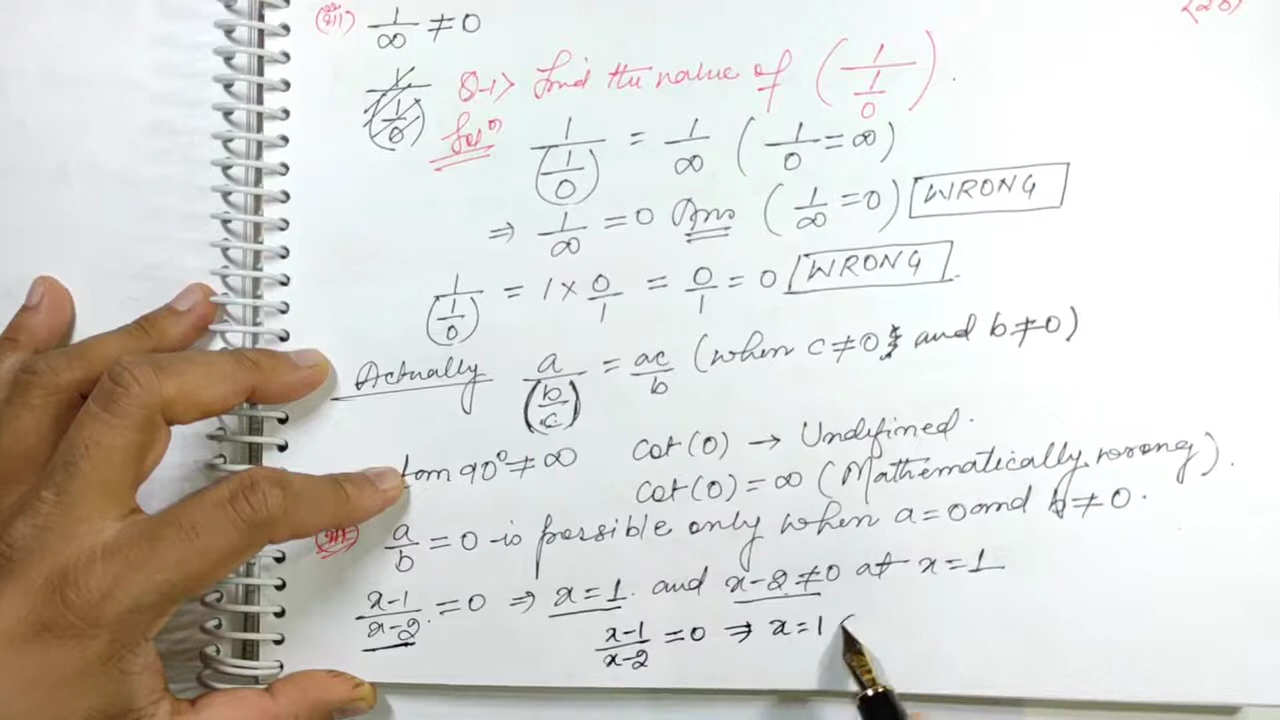 1/∞ ≠ 0
Q-1> Find the value of (1/(1/0)).
Solⁿ 1/(1/0) = 1/∞ (1/0 = ∞)
⇒ 1/∞ = 0 Ans (1/∞ = 0) WRONG
1/(1/0) = 1 × 0/1 = 0/1 = 0 WRONG
Actually a/(b/c) = ac/b (when c ≠ 0 and b ≠ 0)
tan 90° ≠ ∞ cot(0) → Undefined.
cot(0) = ∞ (Mathematically wrong).
a/b = 0 is possible only when a = 0 and b ≠ 0.
x-1/x-2 = 0 ⇒ x = 1 and x-2 ≠ 0 at x = 1
x-1/x-2 = 0 ⇒ x = 1 (